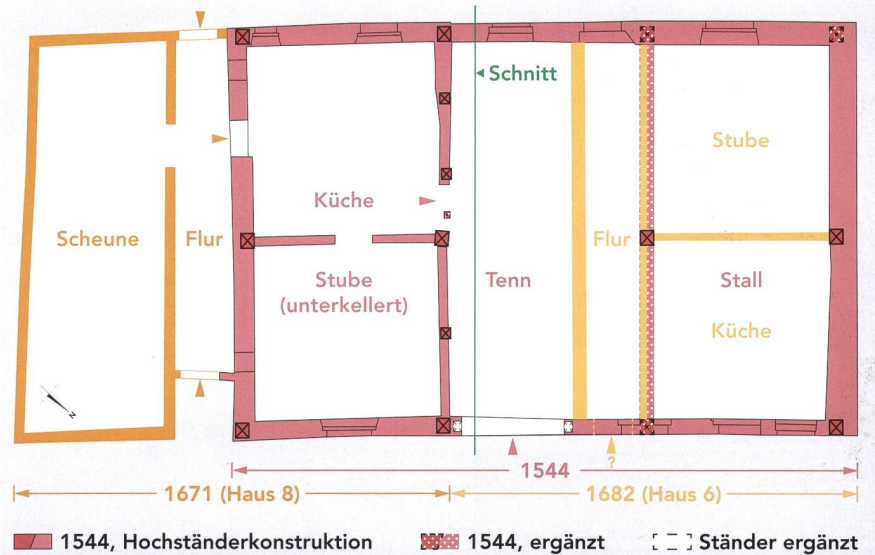 Schnitt
Stube
Küche
Scheune
Flur
Flur
Stube
(unterkellert)
Tenn
Stall
Küche
N
?
1544
1671 (Haus 8)
1682 (Haus 6)
1544, Hochständerkonstruktion
1544, ergänzt
Ständer ergänzt